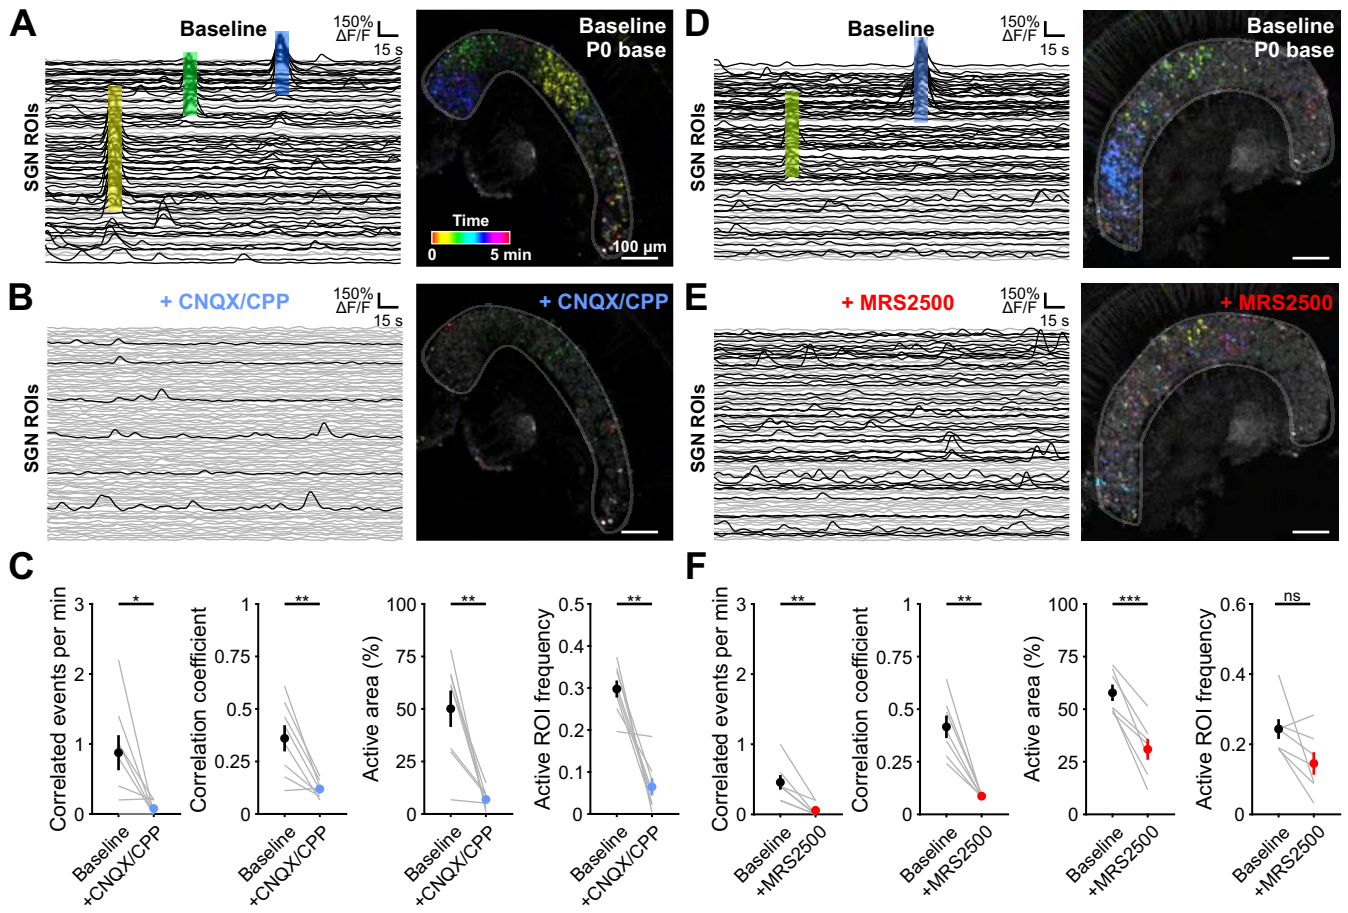 A
Baseline
150%
ΔF/F
15 s
SGN ROIs
Baseline
P0 base
Time
0
5 min
100 µm
D
Baseline
150%
ΔF/F
15 s
SGN ROIs
Baseline
P0 base
B
+ CNQX/CPP
150%
ΔF/F
15 s
SGN ROIs
+ CNQX/CPP
E
+ MRS2500
150%
ΔF/F
15 s
SGN ROIs
+ MRS2500
C
Correlated events per min
3
2
1
0
*
Baseline
+CNQX/CPP
Correlation coefficient
1
0.75
0.5
0.25
0
**
Baseline
+CNQX/CPP
Active area (%)
100
75
50
25
0
**
Baseline
+CNQX/CPP
Active ROI frequency
0.5
0.4
0.3
0.2
0.1
0
**
Baseline
+CNQX/CPP
F
Correlated events per min
3
2
1
0
**
Baseline
+MRS2500
Correlation coefficient
1
0.75
0.5
0.25
0
**
Baseline
+MRS2500
Active area (%)
100
75
50
25
0
***
Baseline
+MRS2500
Active ROI frequency
0.6
0.4
0.2
0
ns
Baseline
+MRS2500